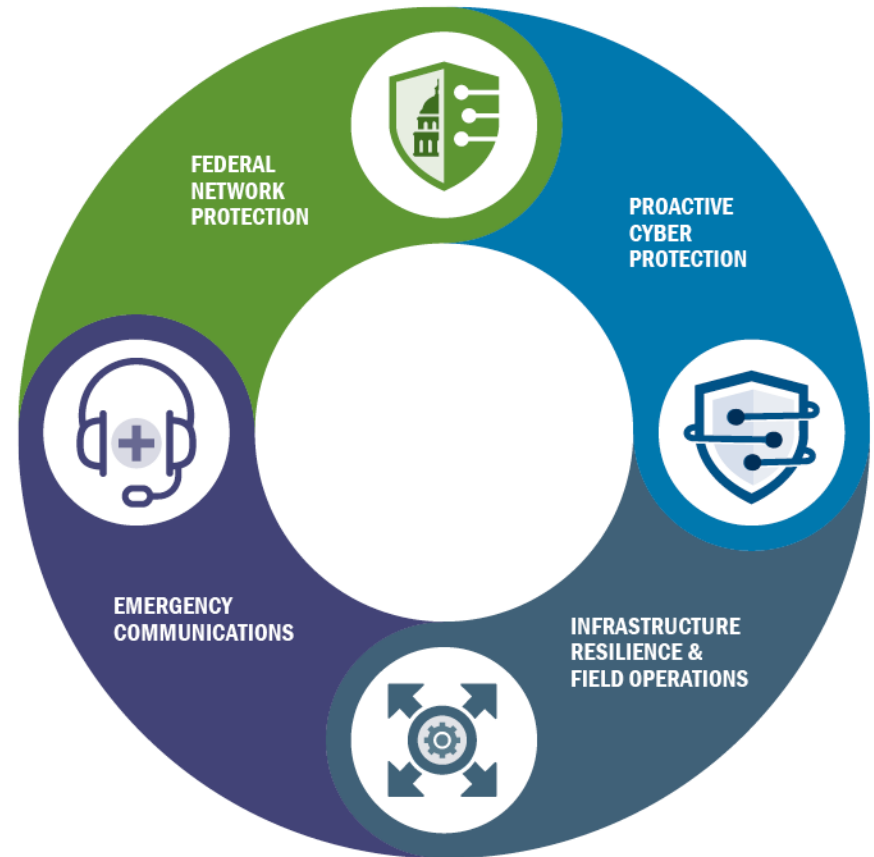 FEDERAL
NETWORK
PROTECTION
PROACTIVE
CYBER
PROTECTION
EMERGENCY
COMMUNICATIONS
INFRASTRUCTURE
RESILIENCE &
FIELD OPERATIONS